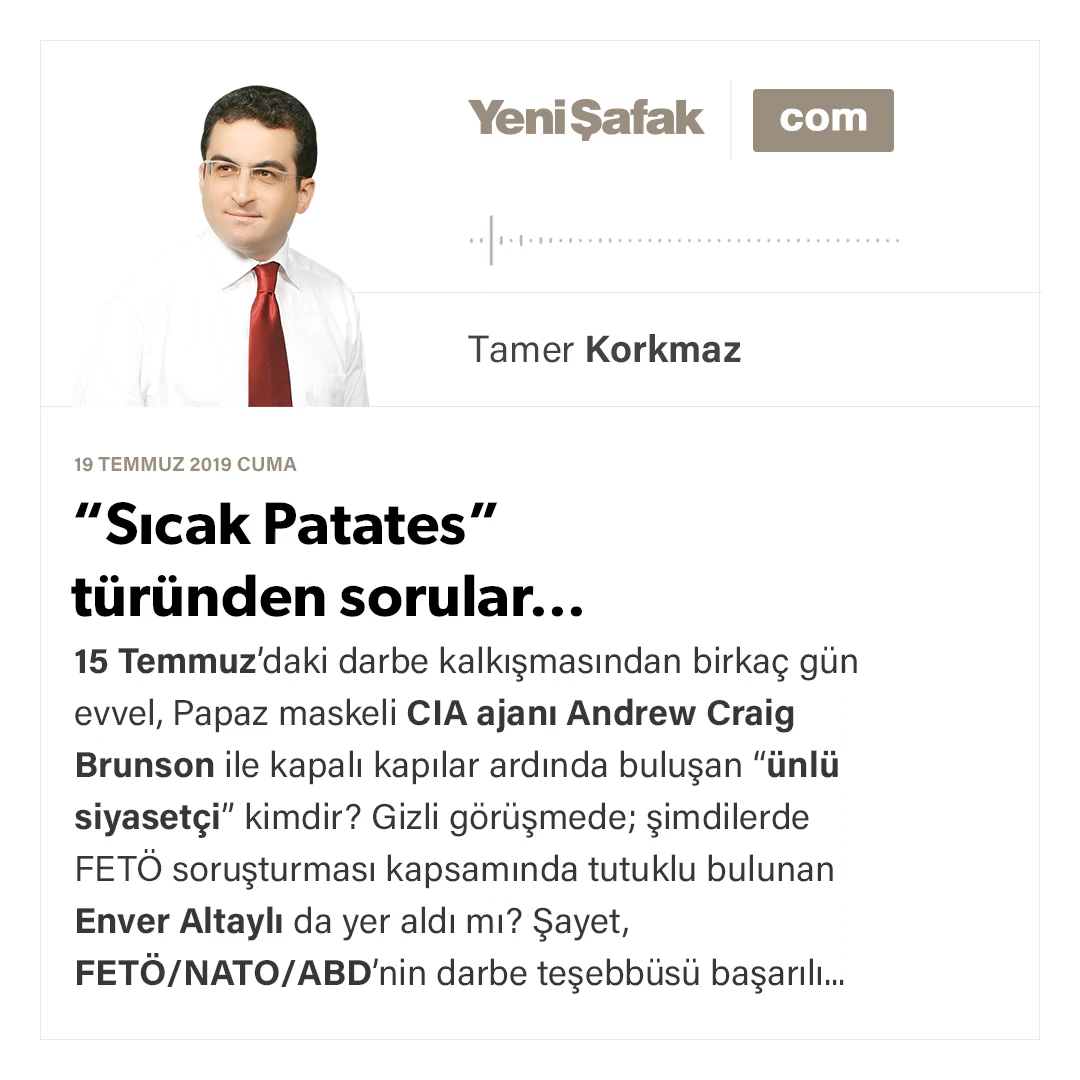 YeniŞafak com
Tamer Korkmaz
19 TEMMUZ 2019 CUMA
“Sıcak Patates”
türünden sorular...
15 Temmuz’daki darbe kalkışmasından birkaç gün
evvel, Papaz maskeli CIA ajanı Andrew Craig
Brunson ile kapalı kapılar ardında buluşan “ünlü
siyasetçi” kimdir? Gizli görüşmede; şimdilerde
FETÖ soruşturması kapsamında tutuklu bulunan
Enver Altaylı da yer aldı mı? Şayet,
FETÖ/NATO/ABD’nin darbe teşebbüsü başarılı...